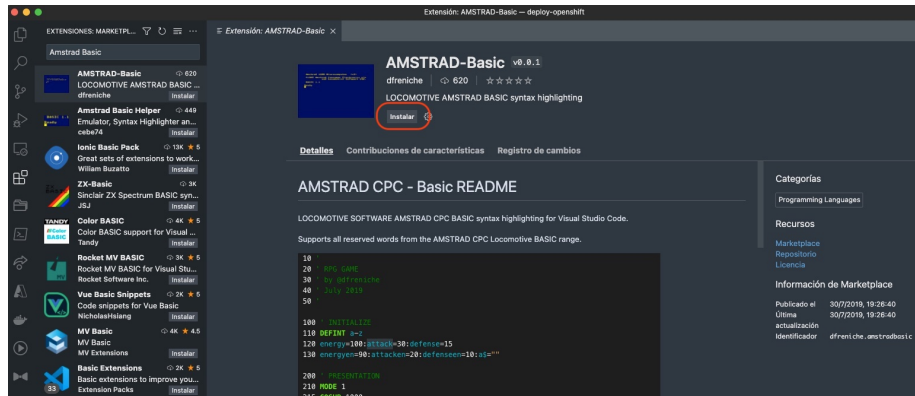 Extensión: AMSTRAD-Basic — deploy-openshift
EXTENSIONES: MARKETPL...
Extensión: AMSTRAD-Basic
Amstrad Basic
AMSTRAD-Basic 620
LOCOMOTIVE AMSTRAD BASIC ...
dfreniche Instalar
Amstrad Basic Helper 449
Emulator, Syntax Highlighter an...
cebe74 Instalar
Ionic Basic Pack 13K ★ 5
Great sets of extensions to work...
Wiliam Buzatto Instalar
ZX-Basic 3K
Sinclair ZX Spectrum BASIC syn...
JSJ Instalar
TANDY
Color
BASIC
Color BASIC 4K ★ 5
Color BASIC support for Visual ...
Tandy Instalar
Rocket MV BASIC 3K ★ 5
Rocket MV BASIC for Visual Stu...
Rocket Software Inc. Instalar
Vue Basic Snippets 2K ★ 5
Code snippets for Vue Basic
NicholasHsiang Instalar
MV Basic 4K ★ 4.5
MV Basic
MV Extensions Instalar
Basic Extensions 2K ★ 5
Basic extensions to improve you...
33 Extension Packs Instalar
AMSTRAD-Basic v0.0.1
dfreniche 620 ☆☆☆☆☆
LOCOMOTIVE AMSTRAD BASIC syntax highlighting
Instalar
Detalles Contribuciones de características Registro de cambios
AMSTRAD CPC - Basic README
LOCOMOTIVE SOFTWARE AMSTRAD CPC BASIC syntax highlighting for Visual Studio Code.
Supports all reserved words from the AMSTRAD CPC Locomotive BASIC range.
10 '
20 ' RPG GAME
30 ' by @dfreniche
40 ' July 2019
50 '
100 ' INITIALIZE
110 DEFINT a-z
120 energy=100:attack=30:defense=15
130 energyen=90:attacken=20:defenseen=10:a$=""
200 ' PRESENTATION
210 MODE 1
Categorías
Programming Languages
Recursos
Marketplace
Repositorio
Licencia
Información de Marketplace
Publicado el 30/7/2019, 19:26:40
Última actualización 30/7/2019, 19:26:40
Identificador dfreniche.amstradbasic